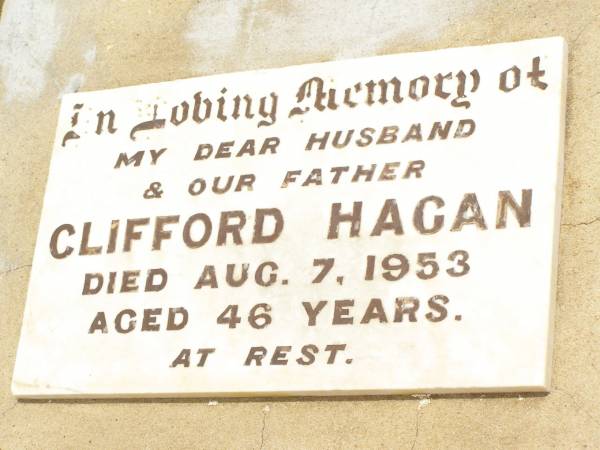 In Loving Memory of
MY DEAR HUSBAND
& OUR FATHER
CLIFFORD HAGAN
DIED AUG. 7, 1953
AGED 46 YEARS.
AT REST.